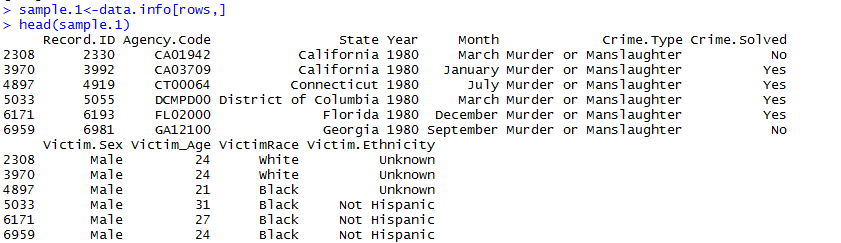 > sample.1<-data.info[rows,]
> head(sample.1)
     Record.ID Agency.Code                State Year     Month            Crime.Type Crime.Solved
2308      2330     CA01942           California 1980     March Murder or Manslaughter           No
3970      3992     CA03709           California 1980   January Murder or Manslaughter          Yes
4897      4919     CT00064          Connecticut 1980      July Murder or Manslaughter          Yes
5033      5055     DCMPD00 District of Columbia 1980     March Murder or Manslaughter          Yes
6171      6193     FL02000              Florida 1980  December Murder or Manslaughter          Yes
6959      6981     GA12100              Georgia 1980 September Murder or Manslaughter           No
     Victim.Sex Victim_Age VictimRace Victim.Ethnicity
2308       Male         24      White          Unknown
3970       Male         24      White          Unknown
4897       Male         21      Black          Unknown
5033       Male         31      Black     Not Hispanic
6171       Male         27      Black     Not Hispanic
6959       Male         24      Black     Not Hispanic